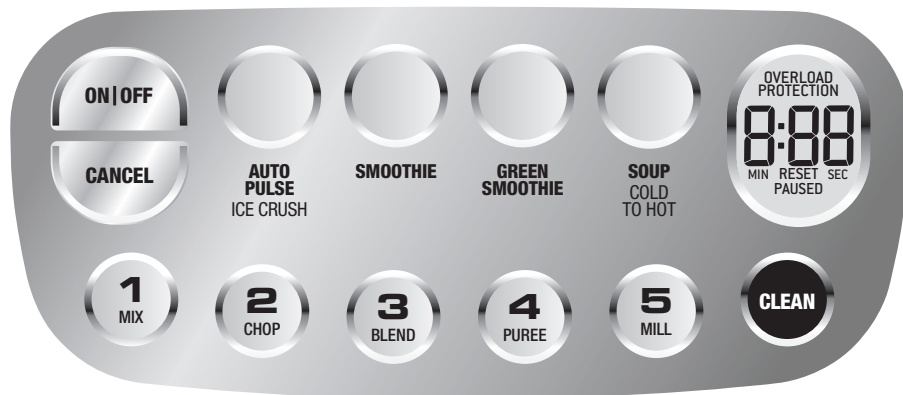 ON|OFF
CANCEL
AUTO
PULSE
ICE CRUSH
SMOOTHIE
GREEN
SMOOTHIE
SOUP
COLD
TO HOT
OVERLOAD
PROTECTION
8:88
MIN RESET SEC
PAUSED
1
MIX
2
CHOP
3
BLEND
4
PUREE
5
MILL
CLEAN